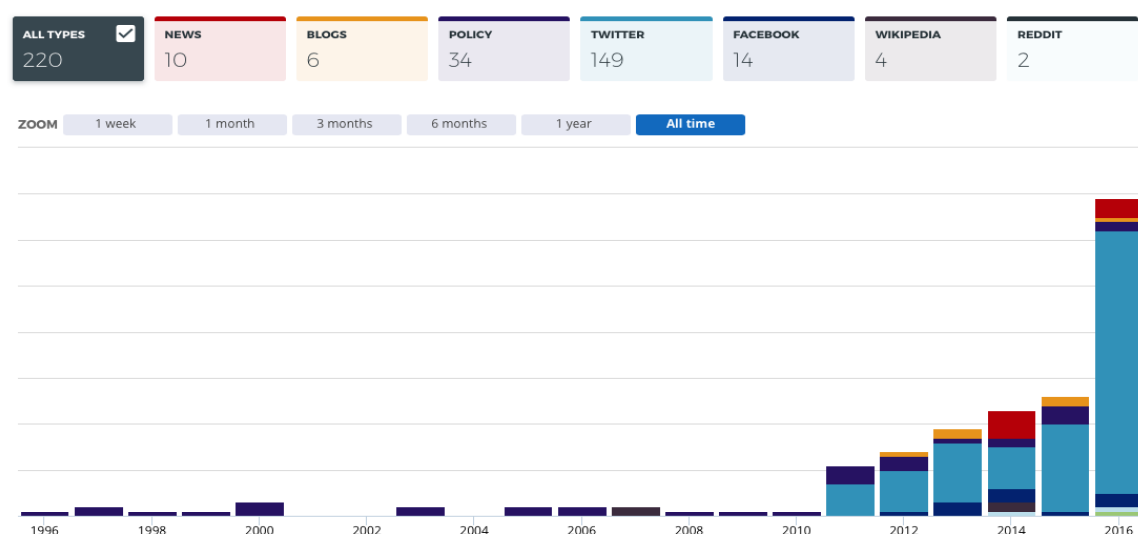 ALL TYPES NEWS BLOGS POLICY TWITTER FACEBOOK WIKIPEDIA REDDIT
220 10 6 34 149 14 4 2
ZOOM 1 week 1 month 3 months 6 months 1 year All time
1996 1998 2000 2002 2004 2006 2008 2010 2012 2014 2016